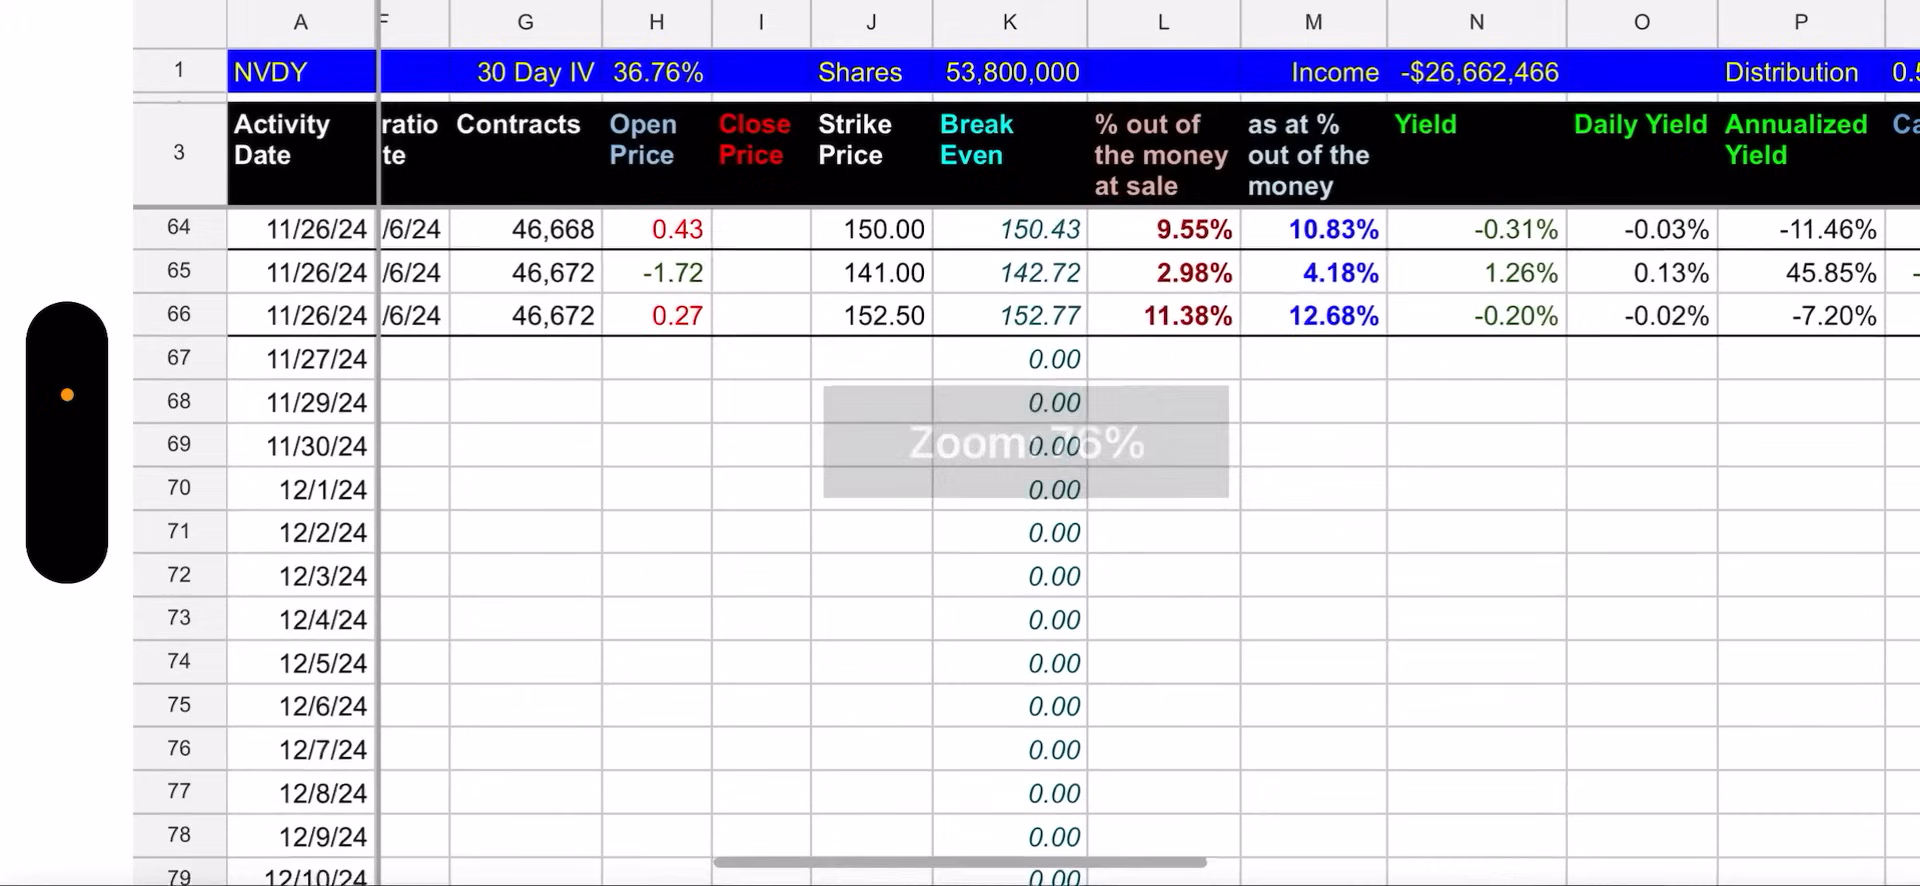 A F G H I J K L M N O P
1 NVDY 30 Day IV 36.76% Shares 53,800,000 Income -$26,662,466 Distribution
3 Activity Date ratio te Contracts Open Price Close Price Strike Price Break Even % out of the money at sale as at % out of the money Yield Daily Yield Annualized Yield
64 11/26/24 /6/24 46,668 0.43 150.00 150.43 9.55% 10.83% -0.31% -0.03% -11.46%
65 11/26/24 /6/24 46,672 -1.72 141.00 142.72 2.98% 4.18% 1.26% 0.13% 45.85%
66 11/26/24 /6/24 46,672 0.27 152.50 152.77 11.38% 12.68% -0.20% -0.02% -7.20%
67 11/27/24 0.00
68 11/29/24 0.00
69 11/30/24 0.00
Zoom: 76%
70 12/1/24 0.00
71 12/2/24 0.00
72 12/3/24 0.00
73 12/4/24 0.00
74 12/5/24 0.00
75 12/6/24 0.00
76 12/7/24 0.00
77 12/8/24 0.00
78 12/9/24 0.00
79 12/10/24 0.00